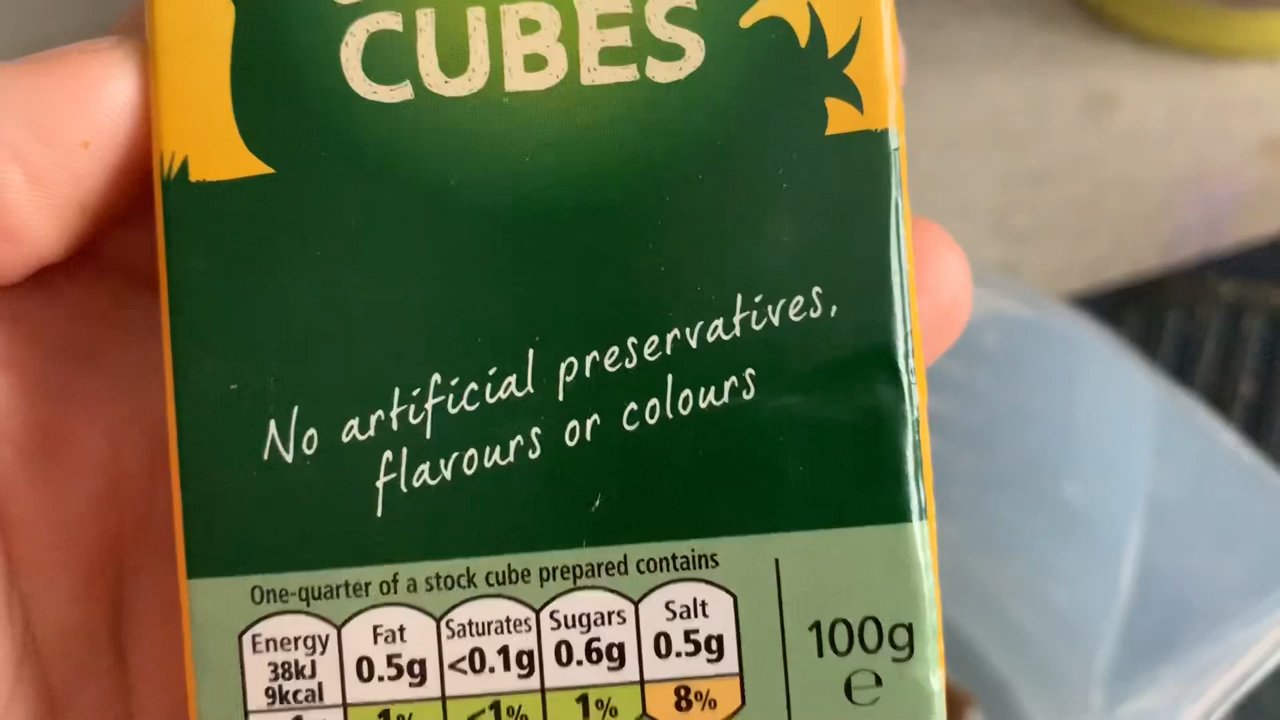 CUBES
No artificial preservatives,
flavours or colours
One-quarter of a stock cube prepared contains
Energy
38kJ
9kcal
Fat
0.5g
1%
Saturates
<0.1g
<1%
Sugars
0.6g
1%
Salt
0.5g
8%
100g
e